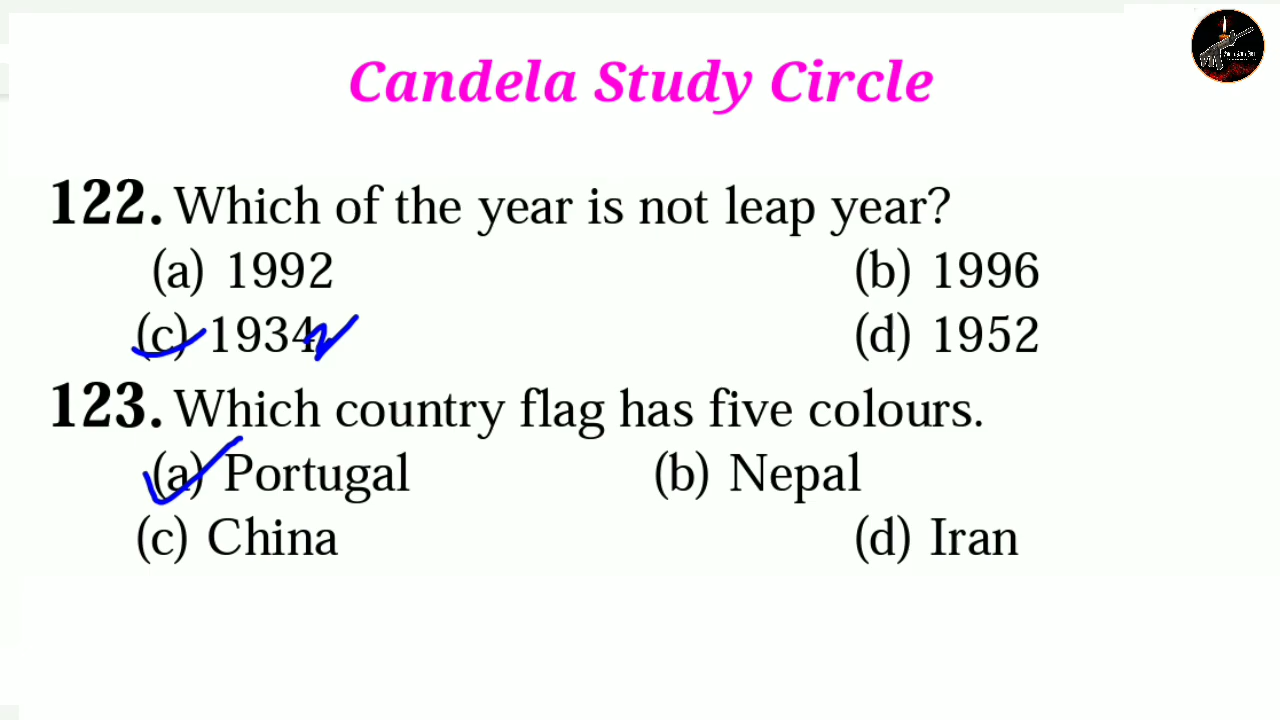 Candela Study Circle
122. Which of the year is not leap year?
(a) 1992 (b) 1996
(c) 1934 (d) 1952
123. Which country flag has five colours.
(a) Portugal (b) Nepal
(c) China (d) Iran